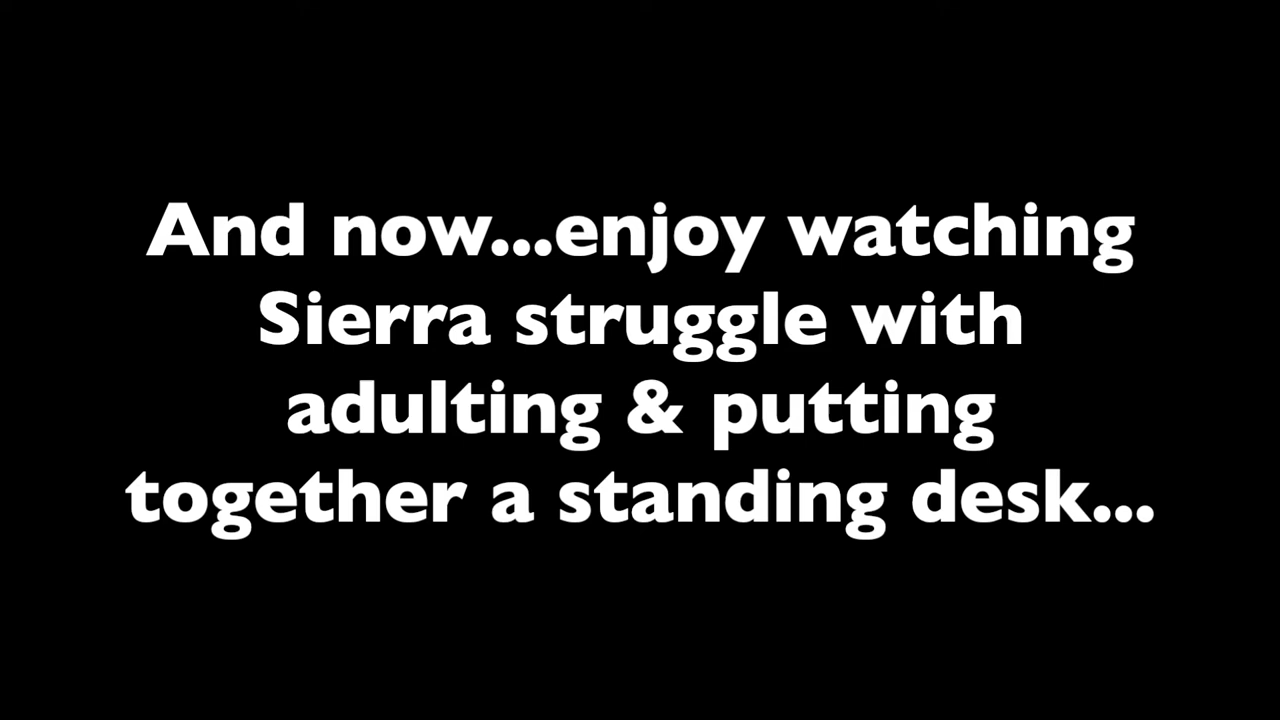 And now...enjoy watching
Sierra struggle with
adulting & putting
together a standing desk...